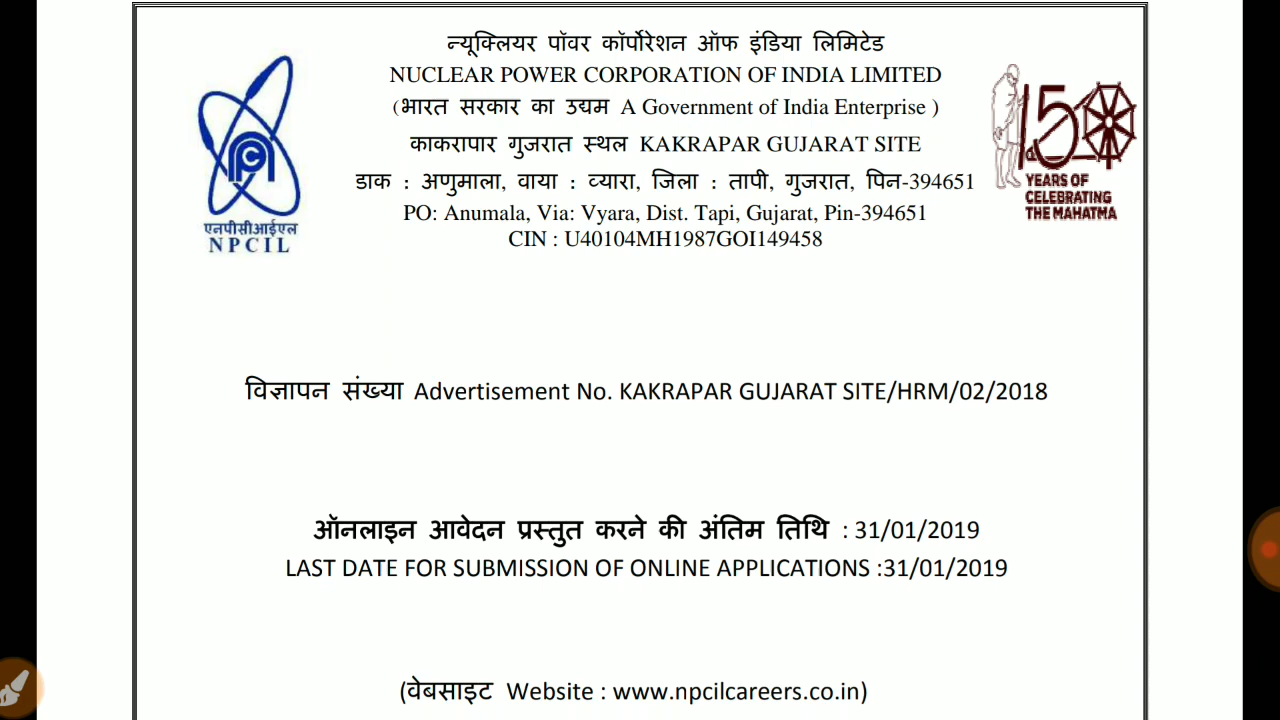 न्यूक्लियर पॉवर कॉर्पोरेशन ऑफ इंडिया लिमिटेड
NUCLEAR POWER CORPORATION OF INDIA LIMITED
(भारत सरकार का उद्यम A Government of India Enterprise )
काकरापार गुजरात स्थल KAKRAPAR GUJARAT SITE
डाक : अणुमाला, वाया : व्यारा, जिला : तापी, गुजरात, पिन-394651
PO: Anumala, Via: Vyara, Dist. Tapi, Gujarat, Pin-394651
CIN : U40104MH1987GOI149458
एनपीसीआईएल
NPCIL
150
YEARS OF
CELEBRATING
THE MAHATMA
विज्ञापन संख्या Advertisement No. KAKRAPAR GUJARAT SITE/HRM/02/2018
ऑनलाइन आवेदन प्रस्तुत करने की अंतिम तिथि : 31/01/2019
LAST DATE FOR SUBMISSION OF ONLINE APPLICATIONS :31/01/2019
(वेबसाइट Website : www.npcilcareers.co.in)